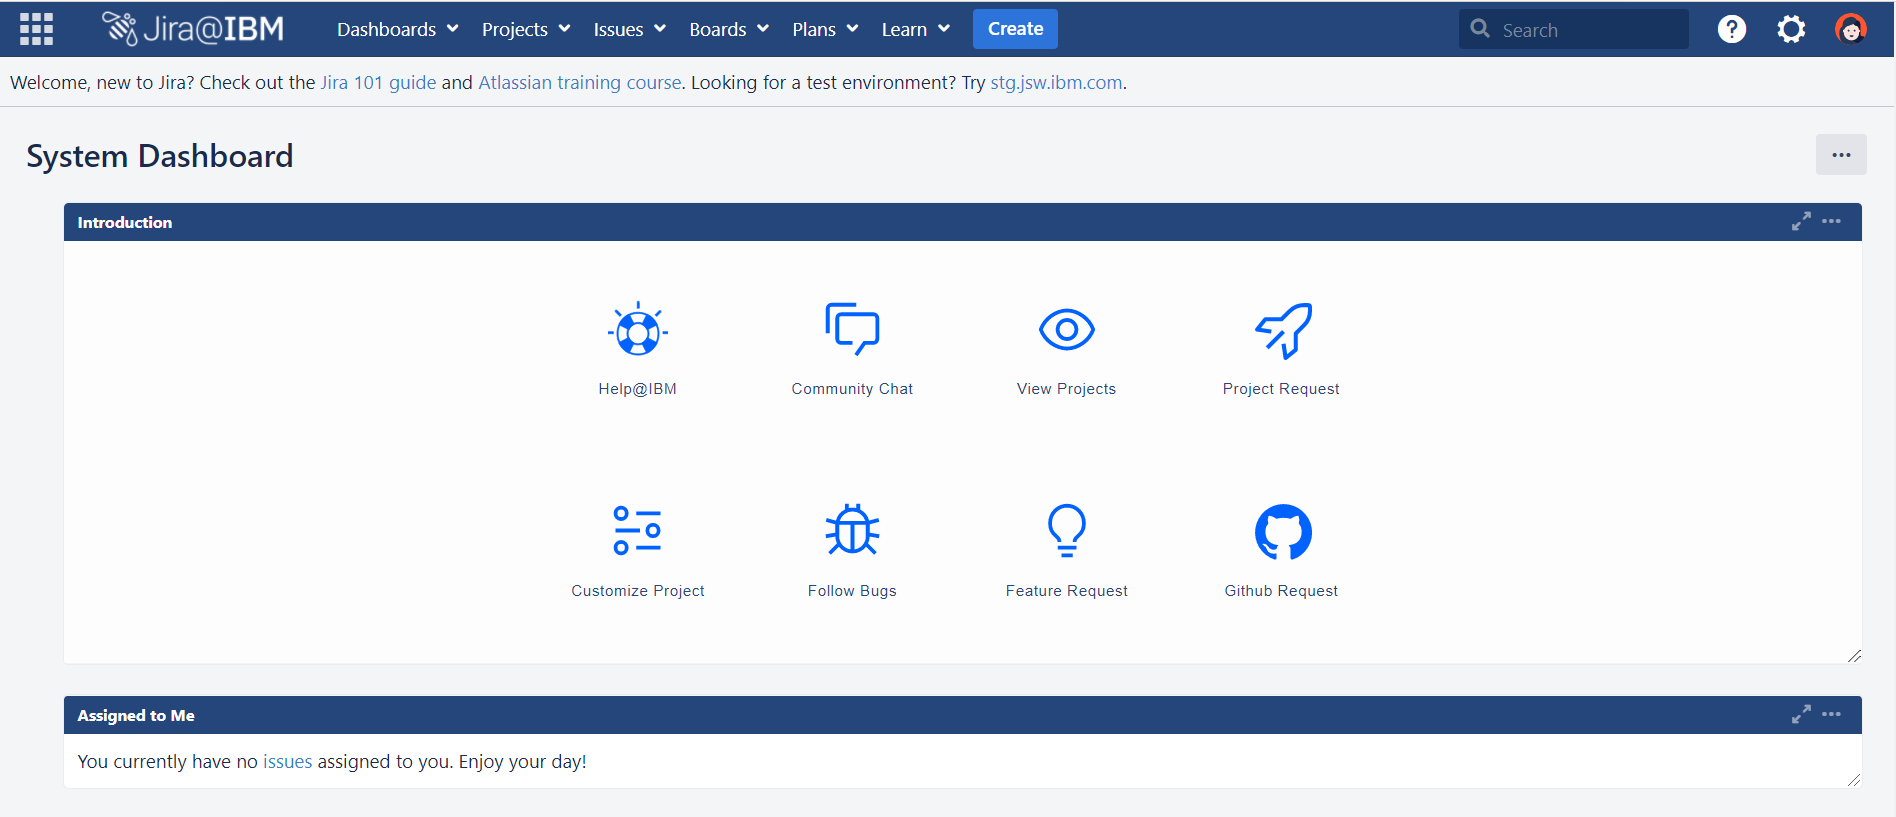 Jira@IBM Dashboards Projects Issues Boards Plans Learn Create Search
Welcome, new to Jira? Check out the Jira 101 guide and Atlassian training course. Looking for a test environment? Try stg.jsw.ibm.com.
System Dashboard
Introduction
Help@IBM Community Chat View Projects Project Request
Customize Project Follow Bugs Feature Request Github Request
Assigned to Me
You currently have no issues assigned to you. Enjoy your day!